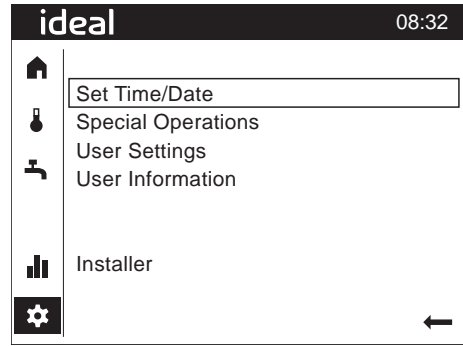 ideal
08:32
Set Time/Date
Special Operations
User Settings
User Information
Installer